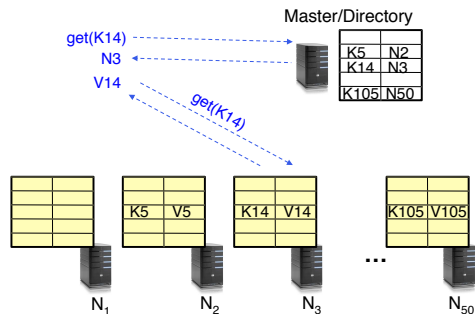 Master/Directory
get(K14)
N3
V14
K5 N2
K14 N3
K105 N50
get(K14)
K5 V5
K14 V14
K105 V105
...
N1
N2
N3
N50